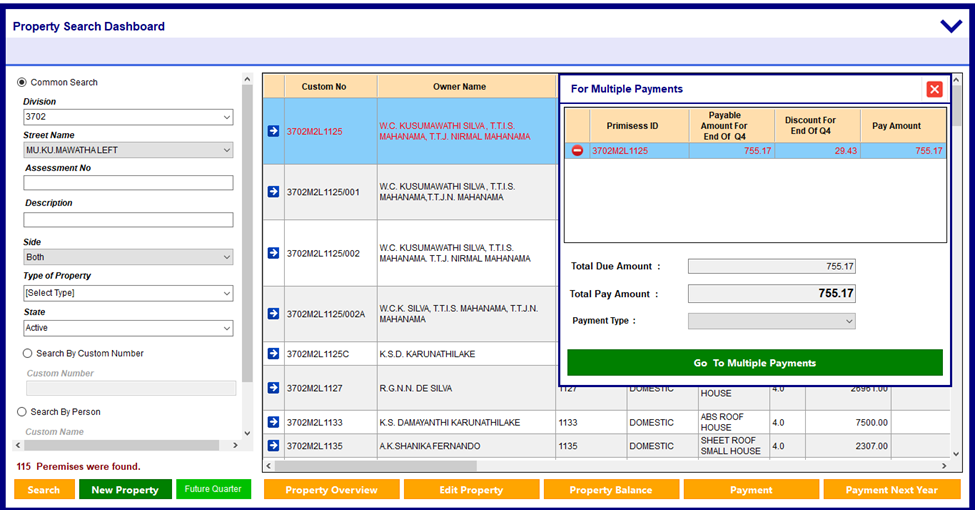 Property Search Dashboard
Common Search
Division
3702
Street Name
MU.KU.MAWATHA LEFT
Assessment No
Description
Side
Both
Type of Property
[Select Type]
State
Active
Search By Custom Number
Custom Number
Search By Person
Custom Name
115 Peremises were found.
Search
New Property
Future Quarter
Custom No
Owner Name
3702M2L1125
W.C. KUSUMAWATHI SILVA , T.T.I.S.
MAHANAMA, T.T.J. NIRMAL MAHANAMA
3702M2L1125/001
W.C. KUSUMAWATHI SILVA , T.T.I.S.
MAHANAMA,T.T.J.N. MAHANAMA
3702M2L1125/002
W.C. KUSUMAWATHI SILVA, T.T.I.S.
MAHANAMA. T.T.J. NIRMAL MAHANAMA
3702M2L1125/002A
W.C.K. SILVA, T.T.I.S. MAHANAMA, T.T.J.N.
MAHANAMA
3702M2L1125C
K.S.D. KARUNATHILAKE
3702M2L1127
R.G.N.N. DE SILVA
1127
DOMESTIC
HOUSE
4.0
26961.00
3702M2L1133
K.S. DAMAYANTHI KARUNATHILAKE
1133
DOMESTIC
ABS ROOF
HOUSE
4.0
7500.00
3702M2L1135
A.K.SHANIKA FERNANDO
1135
DOMESTIC
SHEET ROOF
SMALL HOUSE
4.0
2307.00
For Multiple Payments
Primisess ID
Payable
Amount For
End Of Q4
Discount For
End Of Q4
Pay Amount
3702M2L1125
755.17
29.43
755.17
Total Due Amount :
755.17
Total Pay Amount :
755.17
Payment Type :
Go To Multiple Payments
Property Overview
Edit Property
Property Balance
Payment
Payment Next Year